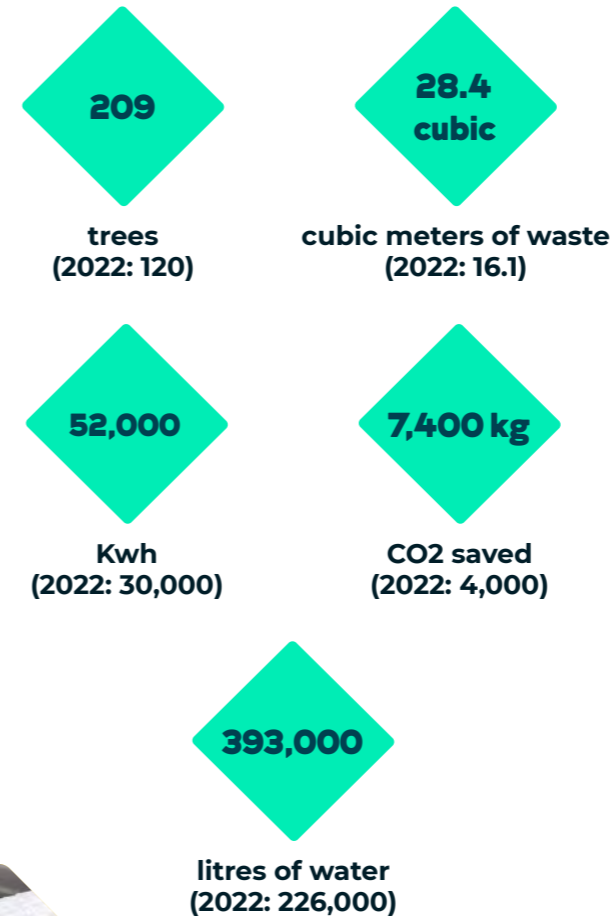 209
trees
(2022: 120)
28.4
cubic
cubic meters of waste
(2022: 16.1)
52,000
Kwh
(2022: 30,000)
7,400 kg
CO2 saved
(2022: 4,000)
393,000
litres of water
(2022: 226,000)